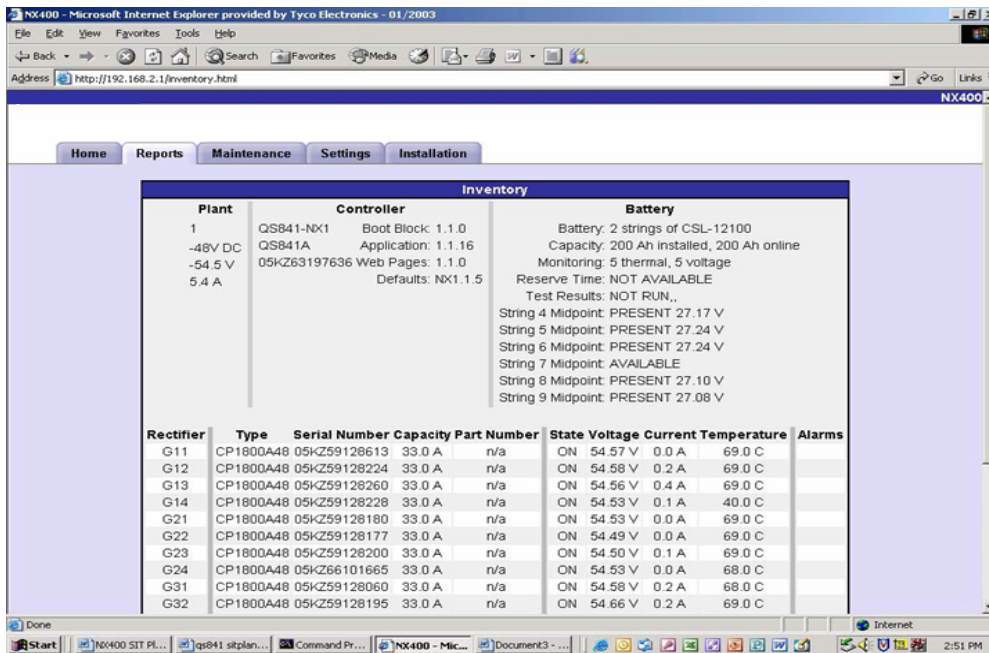 NX400 - Microsoft Internet Explorer provided by Tyco Electronics - 01/2003
File Edit View Favorites Tools Help
Back Search Favorites Media
Address http://192.168.2.1/inventory.html Go Links
NX400
Home Reports Maintenance Settings Installation
Inventory
Plant Controller Battery
1 QS841-NX1 Boot Block: 1.1.0 Battery: 2 strings of CSL-12100
-48V DC QS841A Application: 1.1.16 Capacity: 200 Ah installed, 200 Ah online
-54.5 V 05KZ63197636 Web Pages: 1.1.0 Monitoring: 5 thermal, 5 voltage
5.4 A Defaults: NX1.1.5 Reserve Time: NOT AVAILABLE
Test Results: NOT RUN,,
String 4 Midpoint: PRESENT 27.17 V
String 5 Midpoint: PRESENT 27.24 V
String 6 Midpoint: PRESENT 27.24 V
String 7 Midpoint: AVAILABLE
String 8 Midpoint: PRESENT 27.10 V
String 9 Midpoint: PRESENT 27.08 V
Rectifier Type Serial Number Capacity Part Number State Voltage Current Temperature Alarms
G11 CP1800A48 05KZ59128613 33.0 A n/a ON 54.57 V 0.0 A 69.0 C
G12 CP1800A48 05KZ59128224 33.0 A n/a ON 54.58 V 0.2 A 69.0 C
G13 CP1800A48 05KZ59128260 33.0 A n/a ON 54.56 V 0.4 A 69.0 C
G14 CP1800A48 05KZ59128228 33.0 A n/a ON 54.53 V 0.1 A 40.0 C
G21 CP1800A48 05KZ59128180 33.0 A n/a ON 54.53 V 0.0 A 69.0 C
G22 CP1800A48 05KZ59128177 33.0 A n/a ON 54.49 V 0.0 A 69.0 C
G23 CP1800A48 05KZ59128200 33.0 A n/a ON 54.50 V 0.1 A 69.0 C
G24 CP1800A48 05KZ66101665 33.0 A n/a ON 54.53 V 0.0 A 68.0 C
G31 CP1800A48 05KZ59128060 33.0 A n/a ON 54.58 V 0.2 A 68.0 C
G32 CP1800A48 05KZ59128195 33.0 A n/a ON 54.66 V 0.2 A 69.0 C
Done Internet
Start NX400 SIT Pl... qs841 sitplan... Command Pr... NX400 - Mic... Document3 - ... 2:51 PM